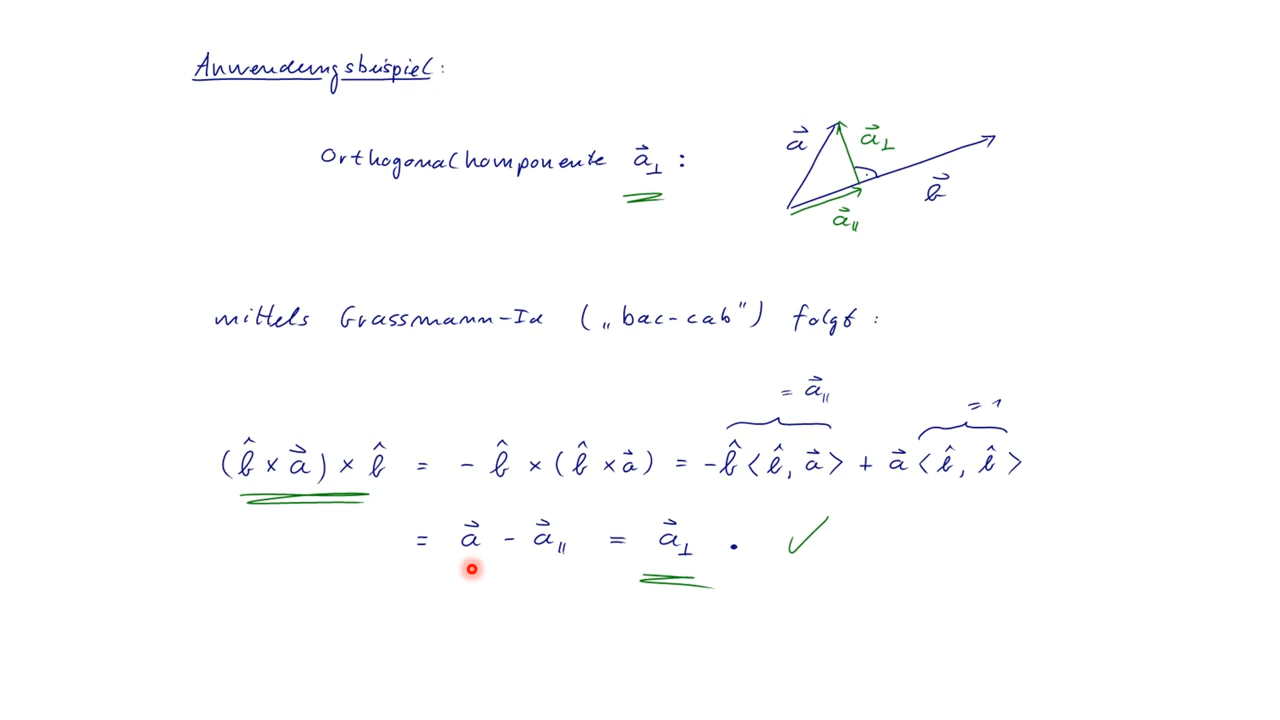 Anwendungsbeispiel:
Orthogonalkomponente a⃗⊥ :
a⃗ a⃗⊥
b⃗
a⃗∥
mittels Grassmann-Id („bac-cab") folgt :
= a⃗∥ = 1
(b̂ × a⃗) × b̂ = - b̂ × (b̂ × a⃗) = -b̂ <b̂, a⃗> + a⃗ <b̂, b̂>
= a⃗ - a⃗∥ = a⃗⊥ . ✓